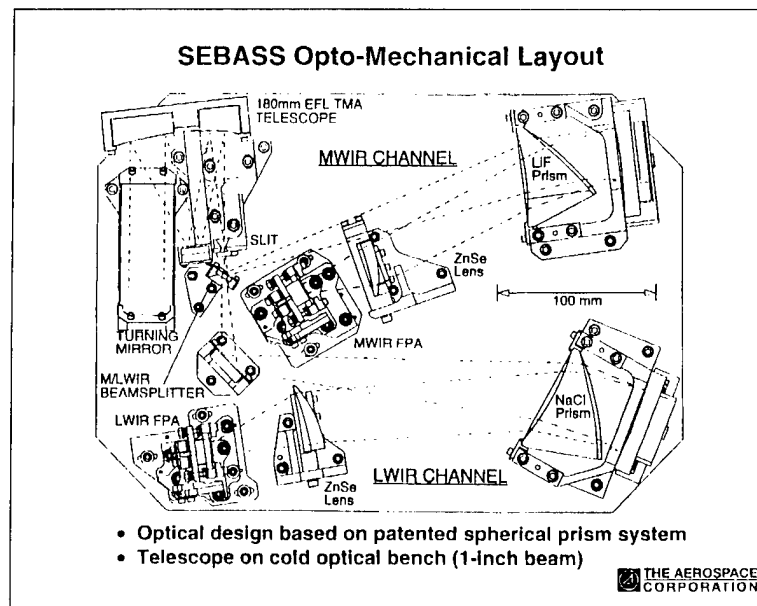 SEBASS Opto-Mechanical Layout
180mm EFL TMA
TELESCOPE
MWIR CHANNEL
LiF
Prism
SLIT
ZnSe
Lens
100 mm
TURNING
MIRROR
MWIR FPA
M/LWIR
BEAMSPLITTER
LWIR FPA
NaCl
Prism
ZnSe
Lens
LWIR CHANNEL
• Optical design based on patented spherical prism system
• Telescope on cold optical bench (1-inch beam)
THE AEROSPACE
CORPORATION